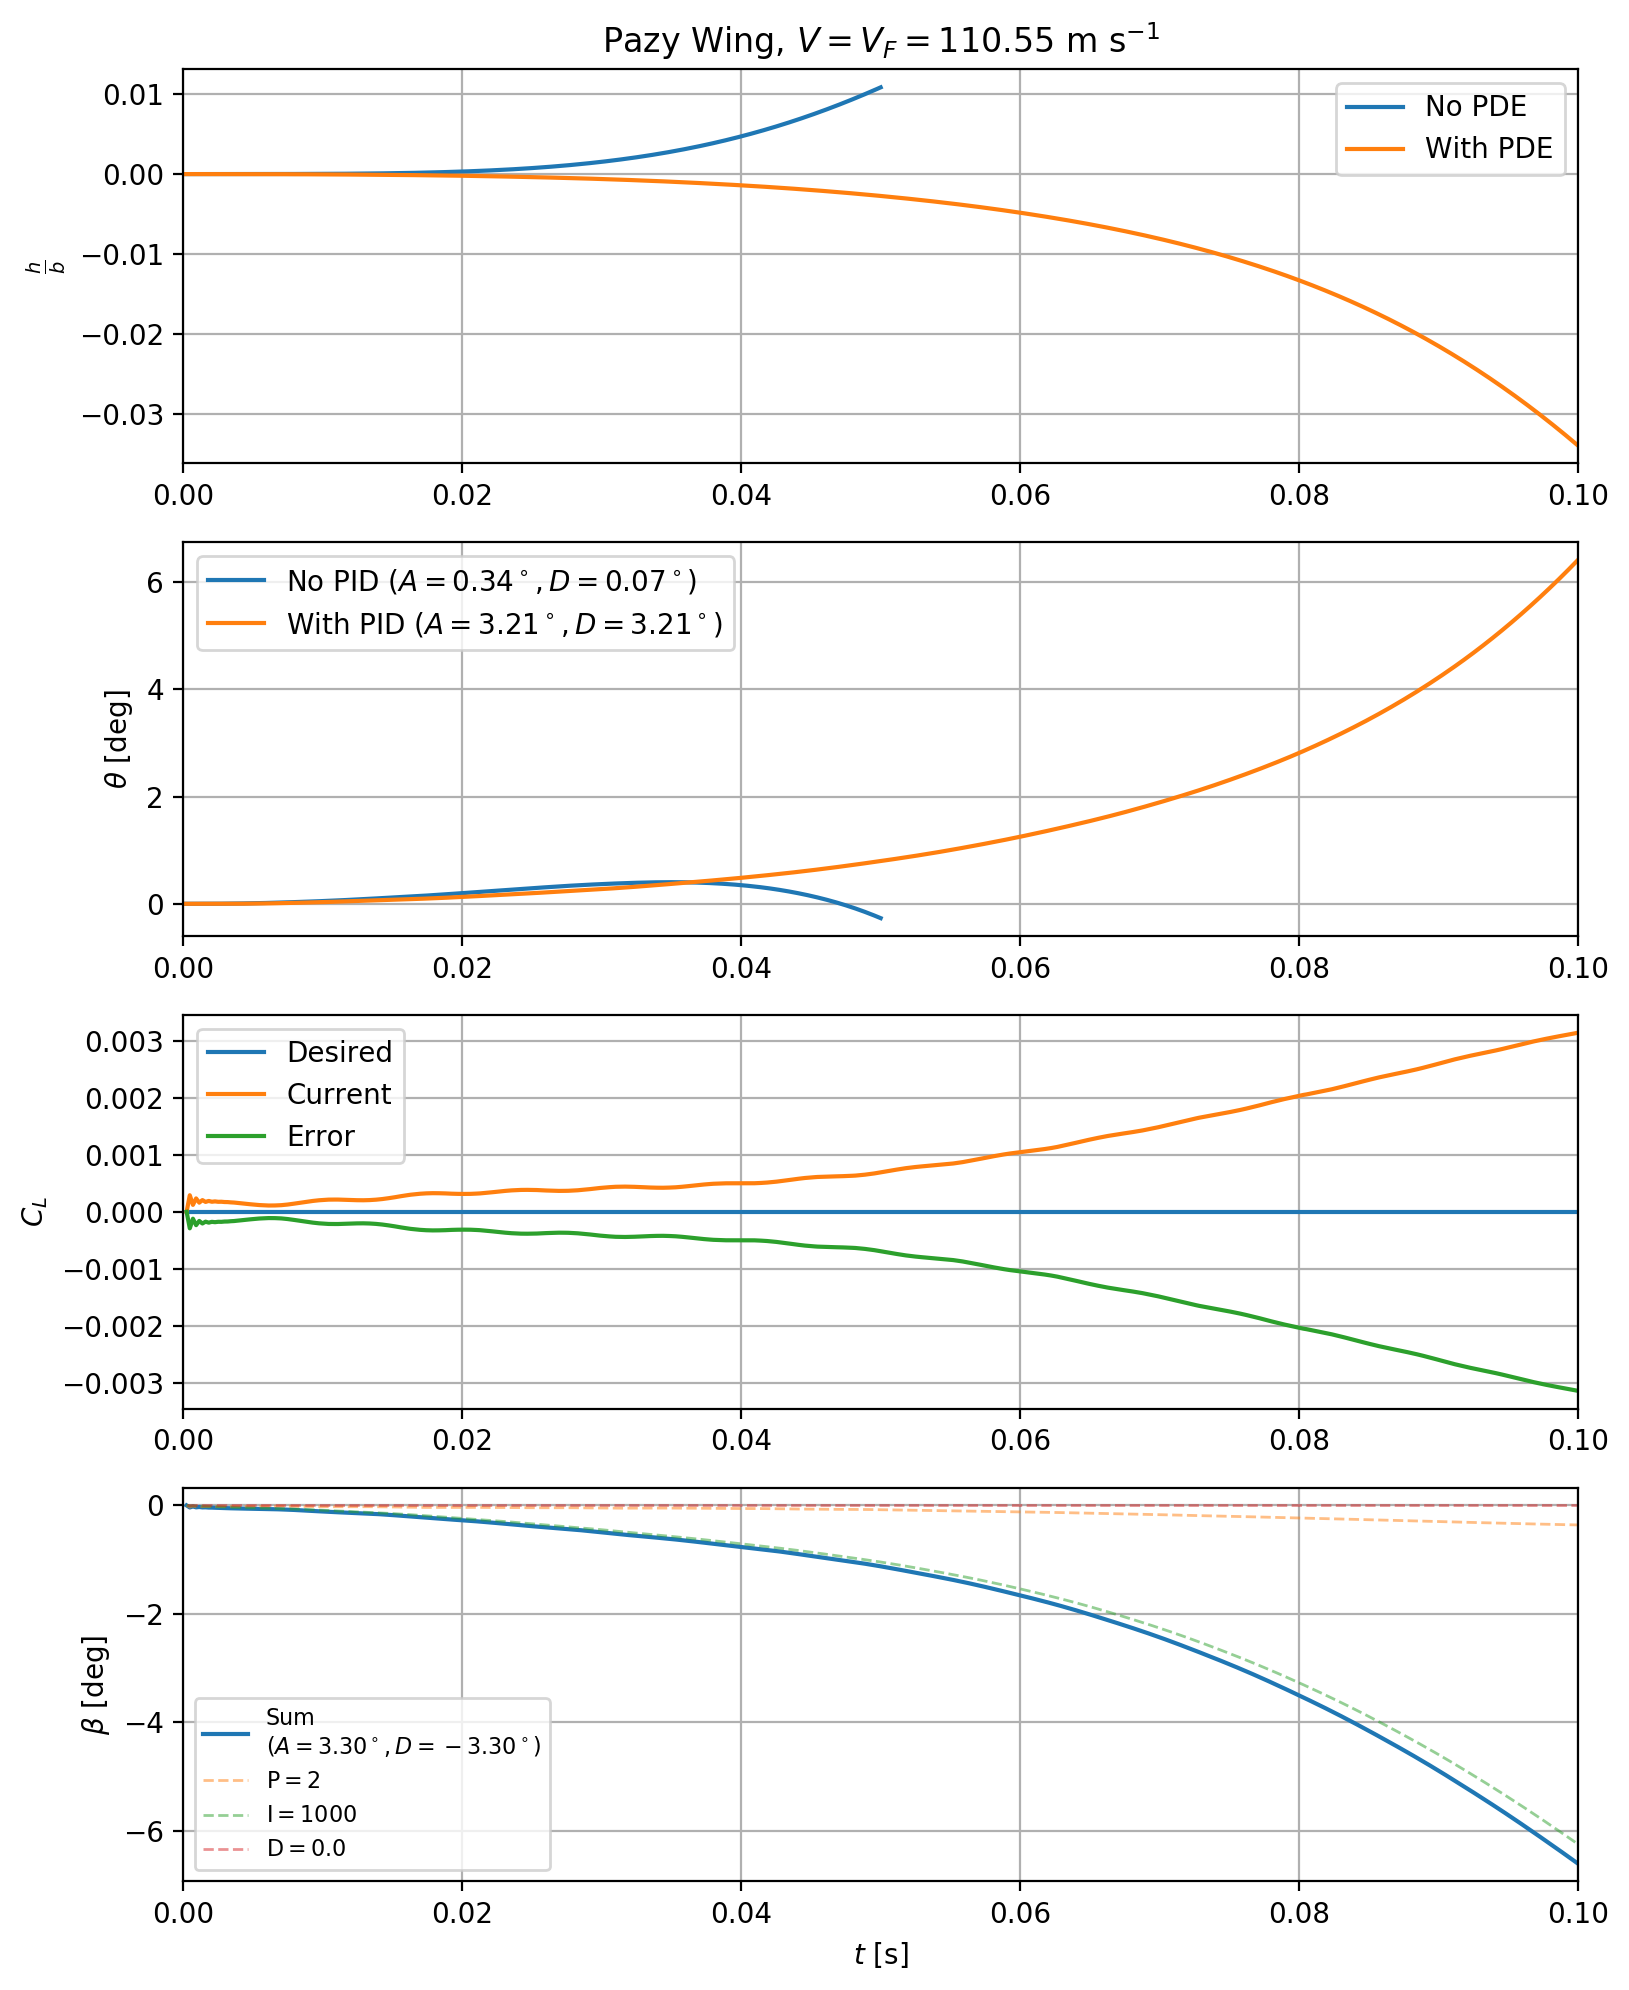 Pazy Wing, V = V_F = 110.55 m s⁻¹
0.01
0.00
−0.01
−0.02
−0.03
h/b
No PDE
With PDE
0.00 0.02 0.04 0.06 0.08 0.10
6
4
2
0
θ [deg]
No PID (A = 0.34°, D = 0.07°)
With PID (A = 3.21°, D = 3.21°)
0.00 0.02 0.04 0.06 0.08 0.10
0.003
0.002
0.001
0.000
−0.001
−0.002
−0.003
C_L
Desired
Current
Error
0.00 0.02 0.04 0.06 0.08 0.10
0
−2
−4
−6
β [deg]
Sum
(A = 3.30°, D = −3.30°)
P = 2
I = 1000
D = 0.0
0.00 0.02 0.04 0.06 0.08 0.10
t [s]